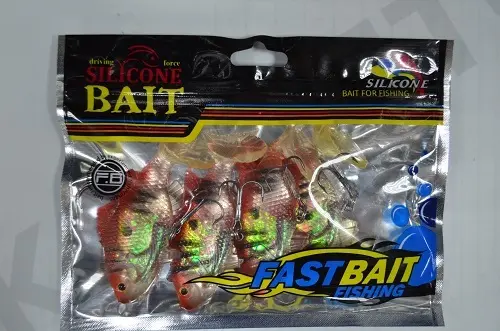 driving force
SILICONE
BAIT
SILICONE
BAIT FOR FISHING
F.B
FASTBAIT
FISHING